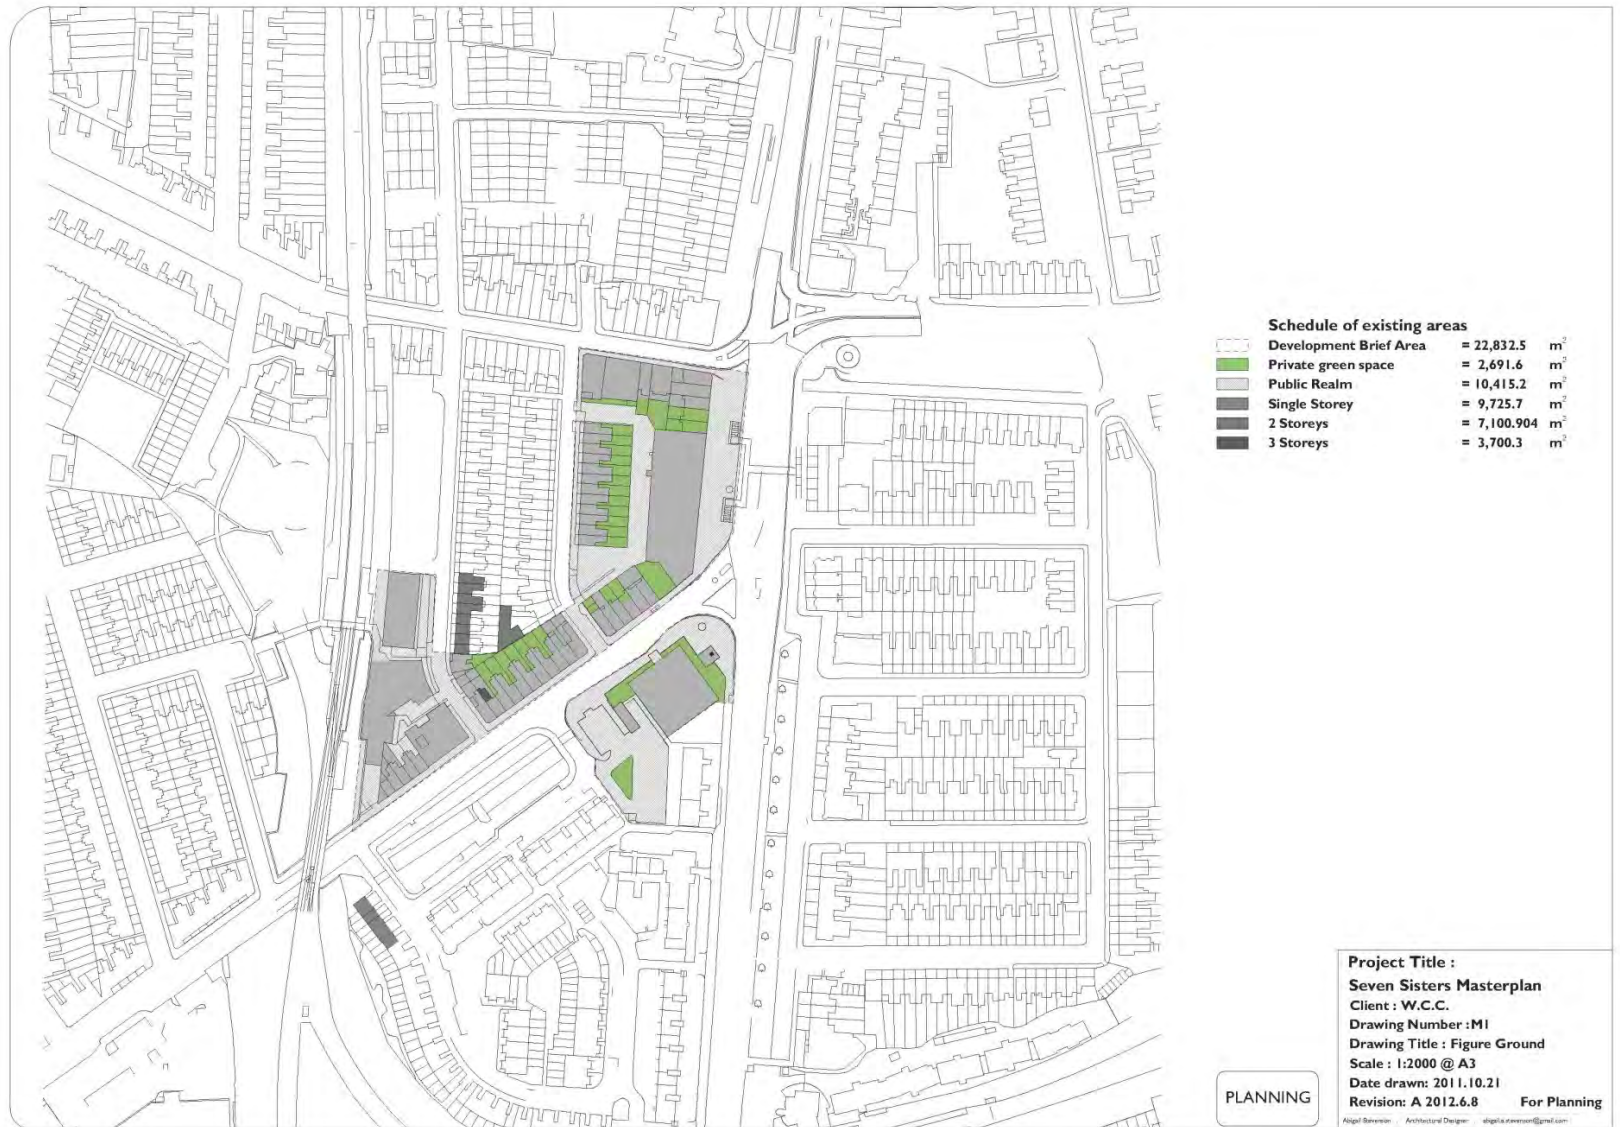 Schedule of existing areas
Development Brief Area = 22,832.5 m²
Private green space = 2,691.6 m²
Public Realm = 10,415.2 m²
Single Storey = 9,725.7 m²
2 Storeys = 7,100.904 m²
3 Storeys = 3,700.3 m²
Project Title :
Seven Sisters Masterplan
Client : W.C.C.
Drawing Number :M1
Drawing Title : Figure Ground
Scale : 1:2000 @ A3
Date drawn: 2011.10.21
Revision: A 2012.6.8 For Planning
Architectural Designer
PLANNING